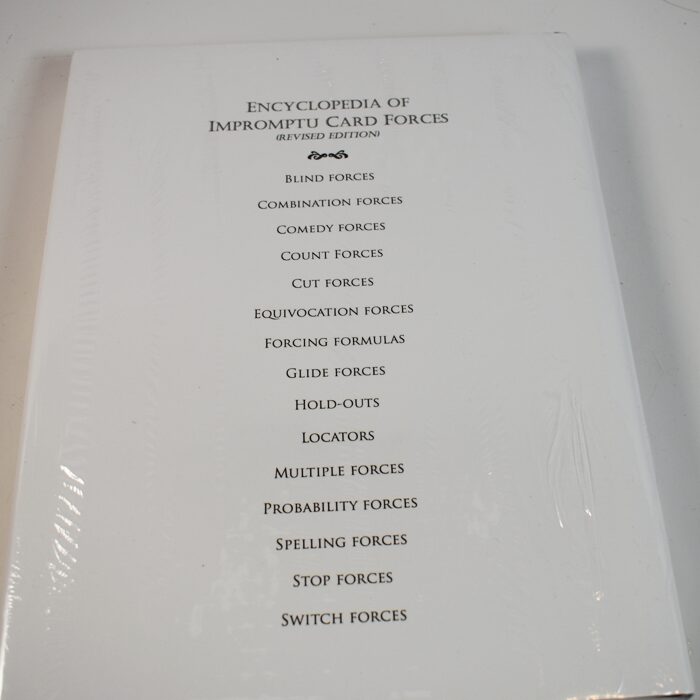 Encyclopedia of
Impromptu Card Forces
(Revised Edition)
Blind forces
Combination forces
Comedy forces
Count Forces
Cut forces
Equivocation forces
Forcing formulas
Glide forces
Hold-outs
Locators
Multiple forces
Probability forces
Spelling forces
Stop forces
Switch forces